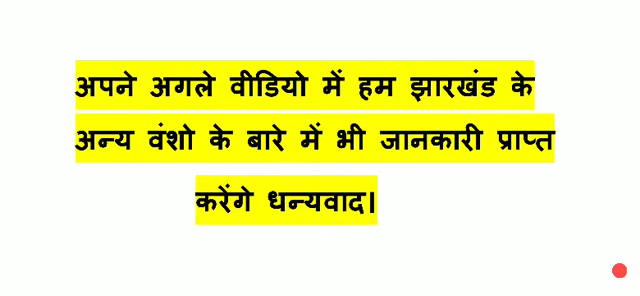 अपने अगले वीडियो में हम झारखंड के
अन्य वंशो के बारे में भी जानकारी प्राप्त
करेंगे धन्यवाद।